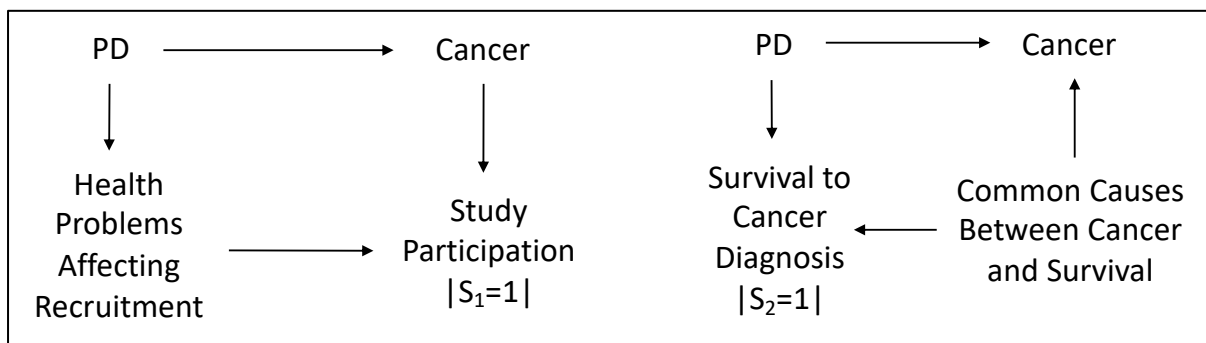 PD
Cancer
Health
Problems
Affecting
Recruitment
Study
Participation
|S₁=1|
PD
Cancer
Survival to
Cancer
Diagnosis
|S₂=1|
Common Causes
Between Cancer
and Survival